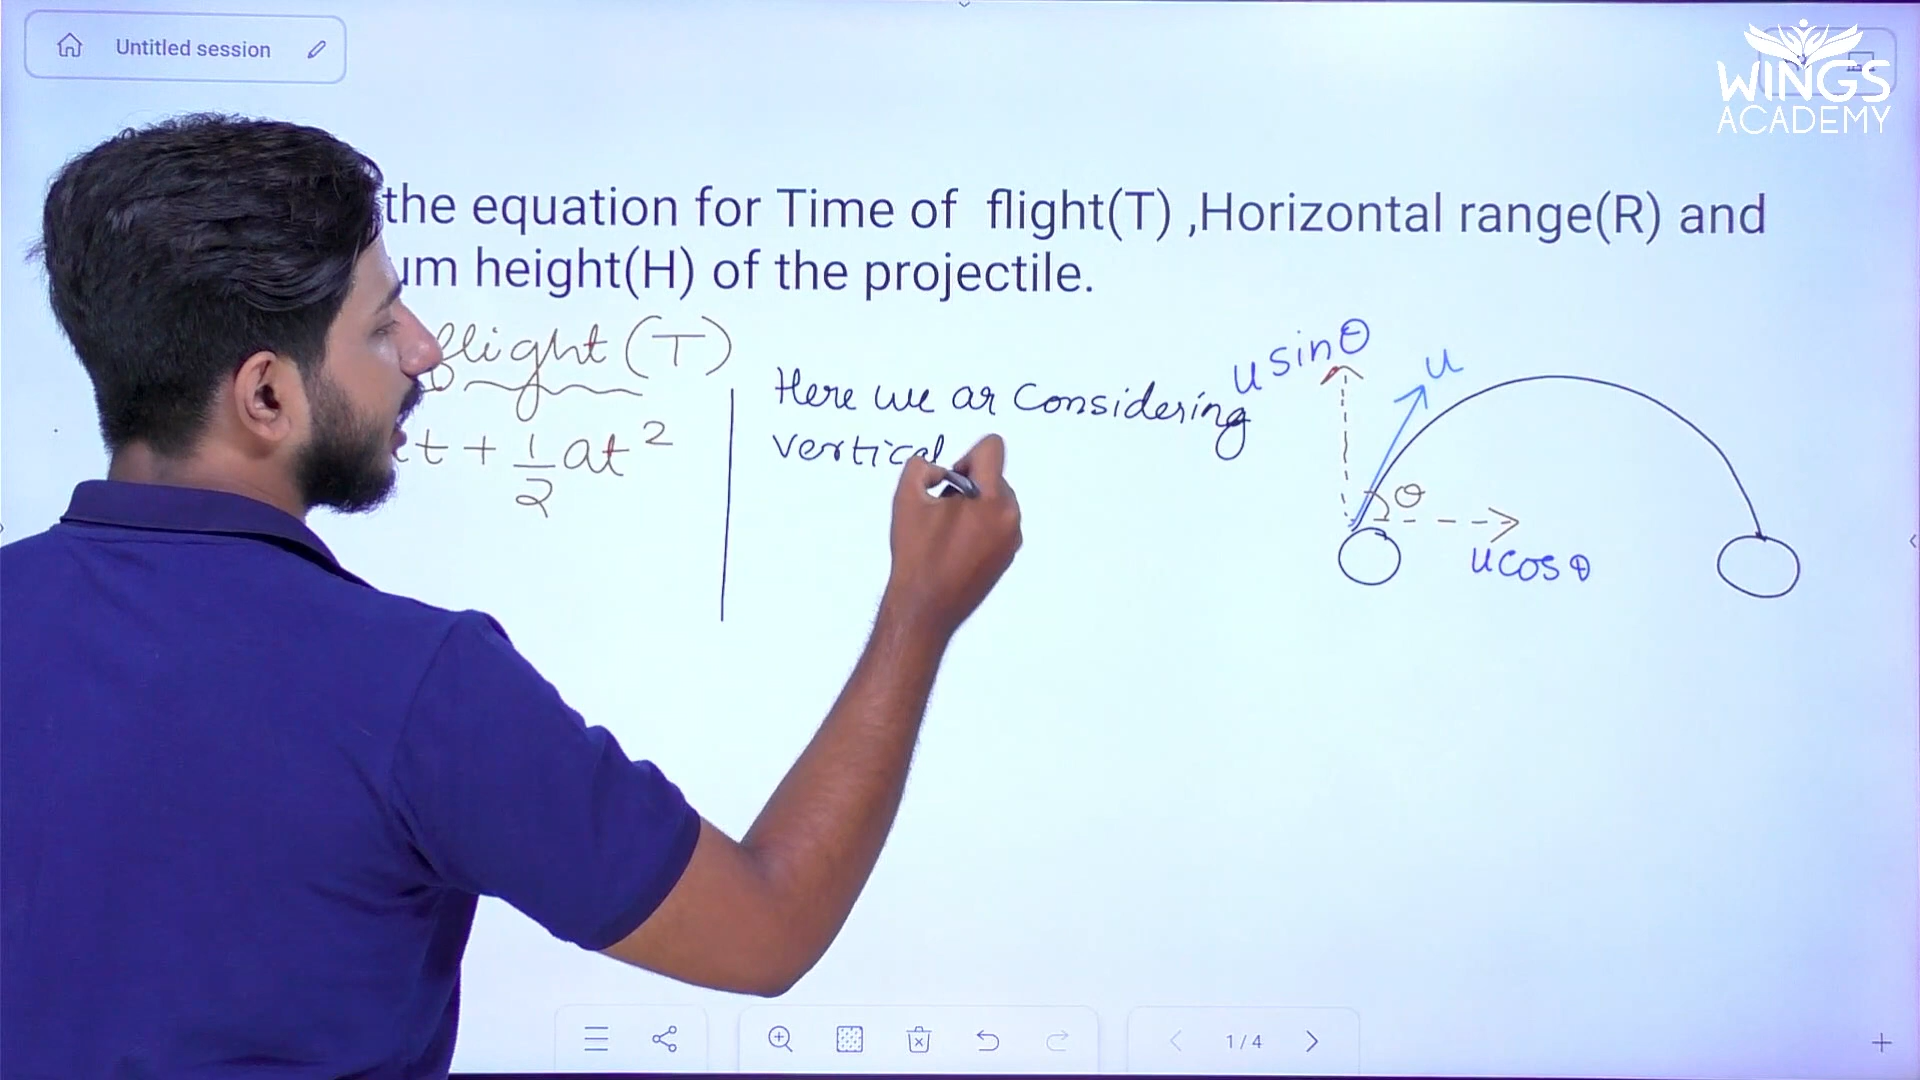 Untitled session
WINGS
ACADEMY
the equation for Time of flight(T) ,Horizontal range(R) and
um height(H) of the projectile.
flight (T)
t + 1/2 at²
Here we ar Considering
vertical
u sinθ
u
θ
u cosθ
1/4